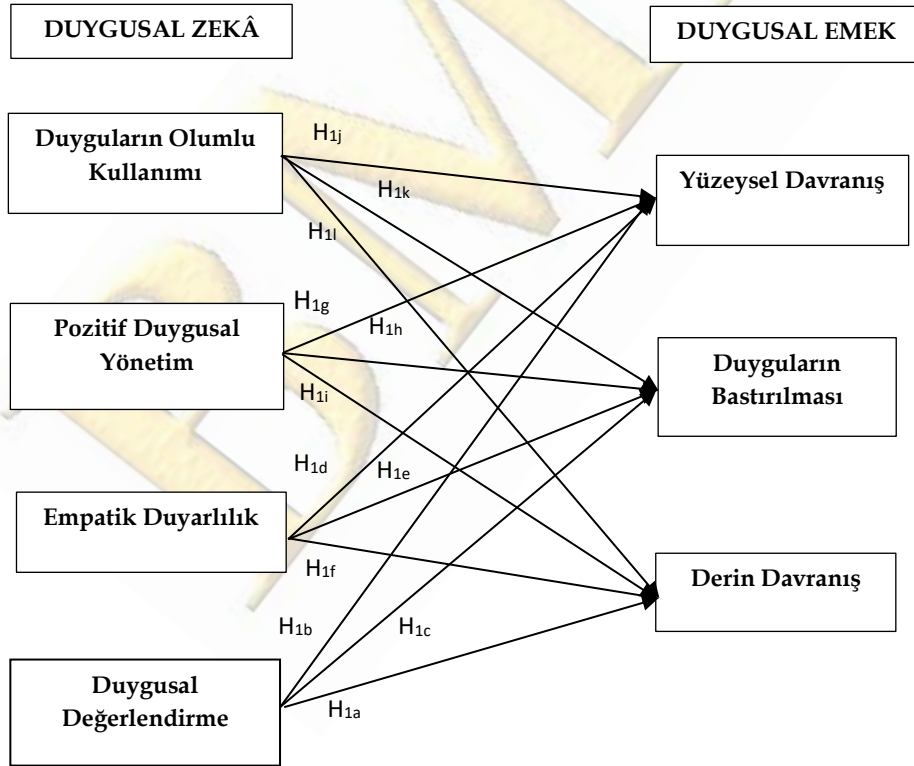 DUYGUSAL ZEKÂ
DUYGUSAL EMEK
Duyguların Olumlu
Kullanımı
Yüzeysel Davranış
H1j
H1k
H1l
Pozitif Duygusal
Yönetim
Duyguların
Bastırılması
H1g
H1h
H1i
Empatik Duyarlılık
Derin Davranış
H1d
H1e
H1f
Duygusal
Değerlendirme
H1b
H1c
H1a